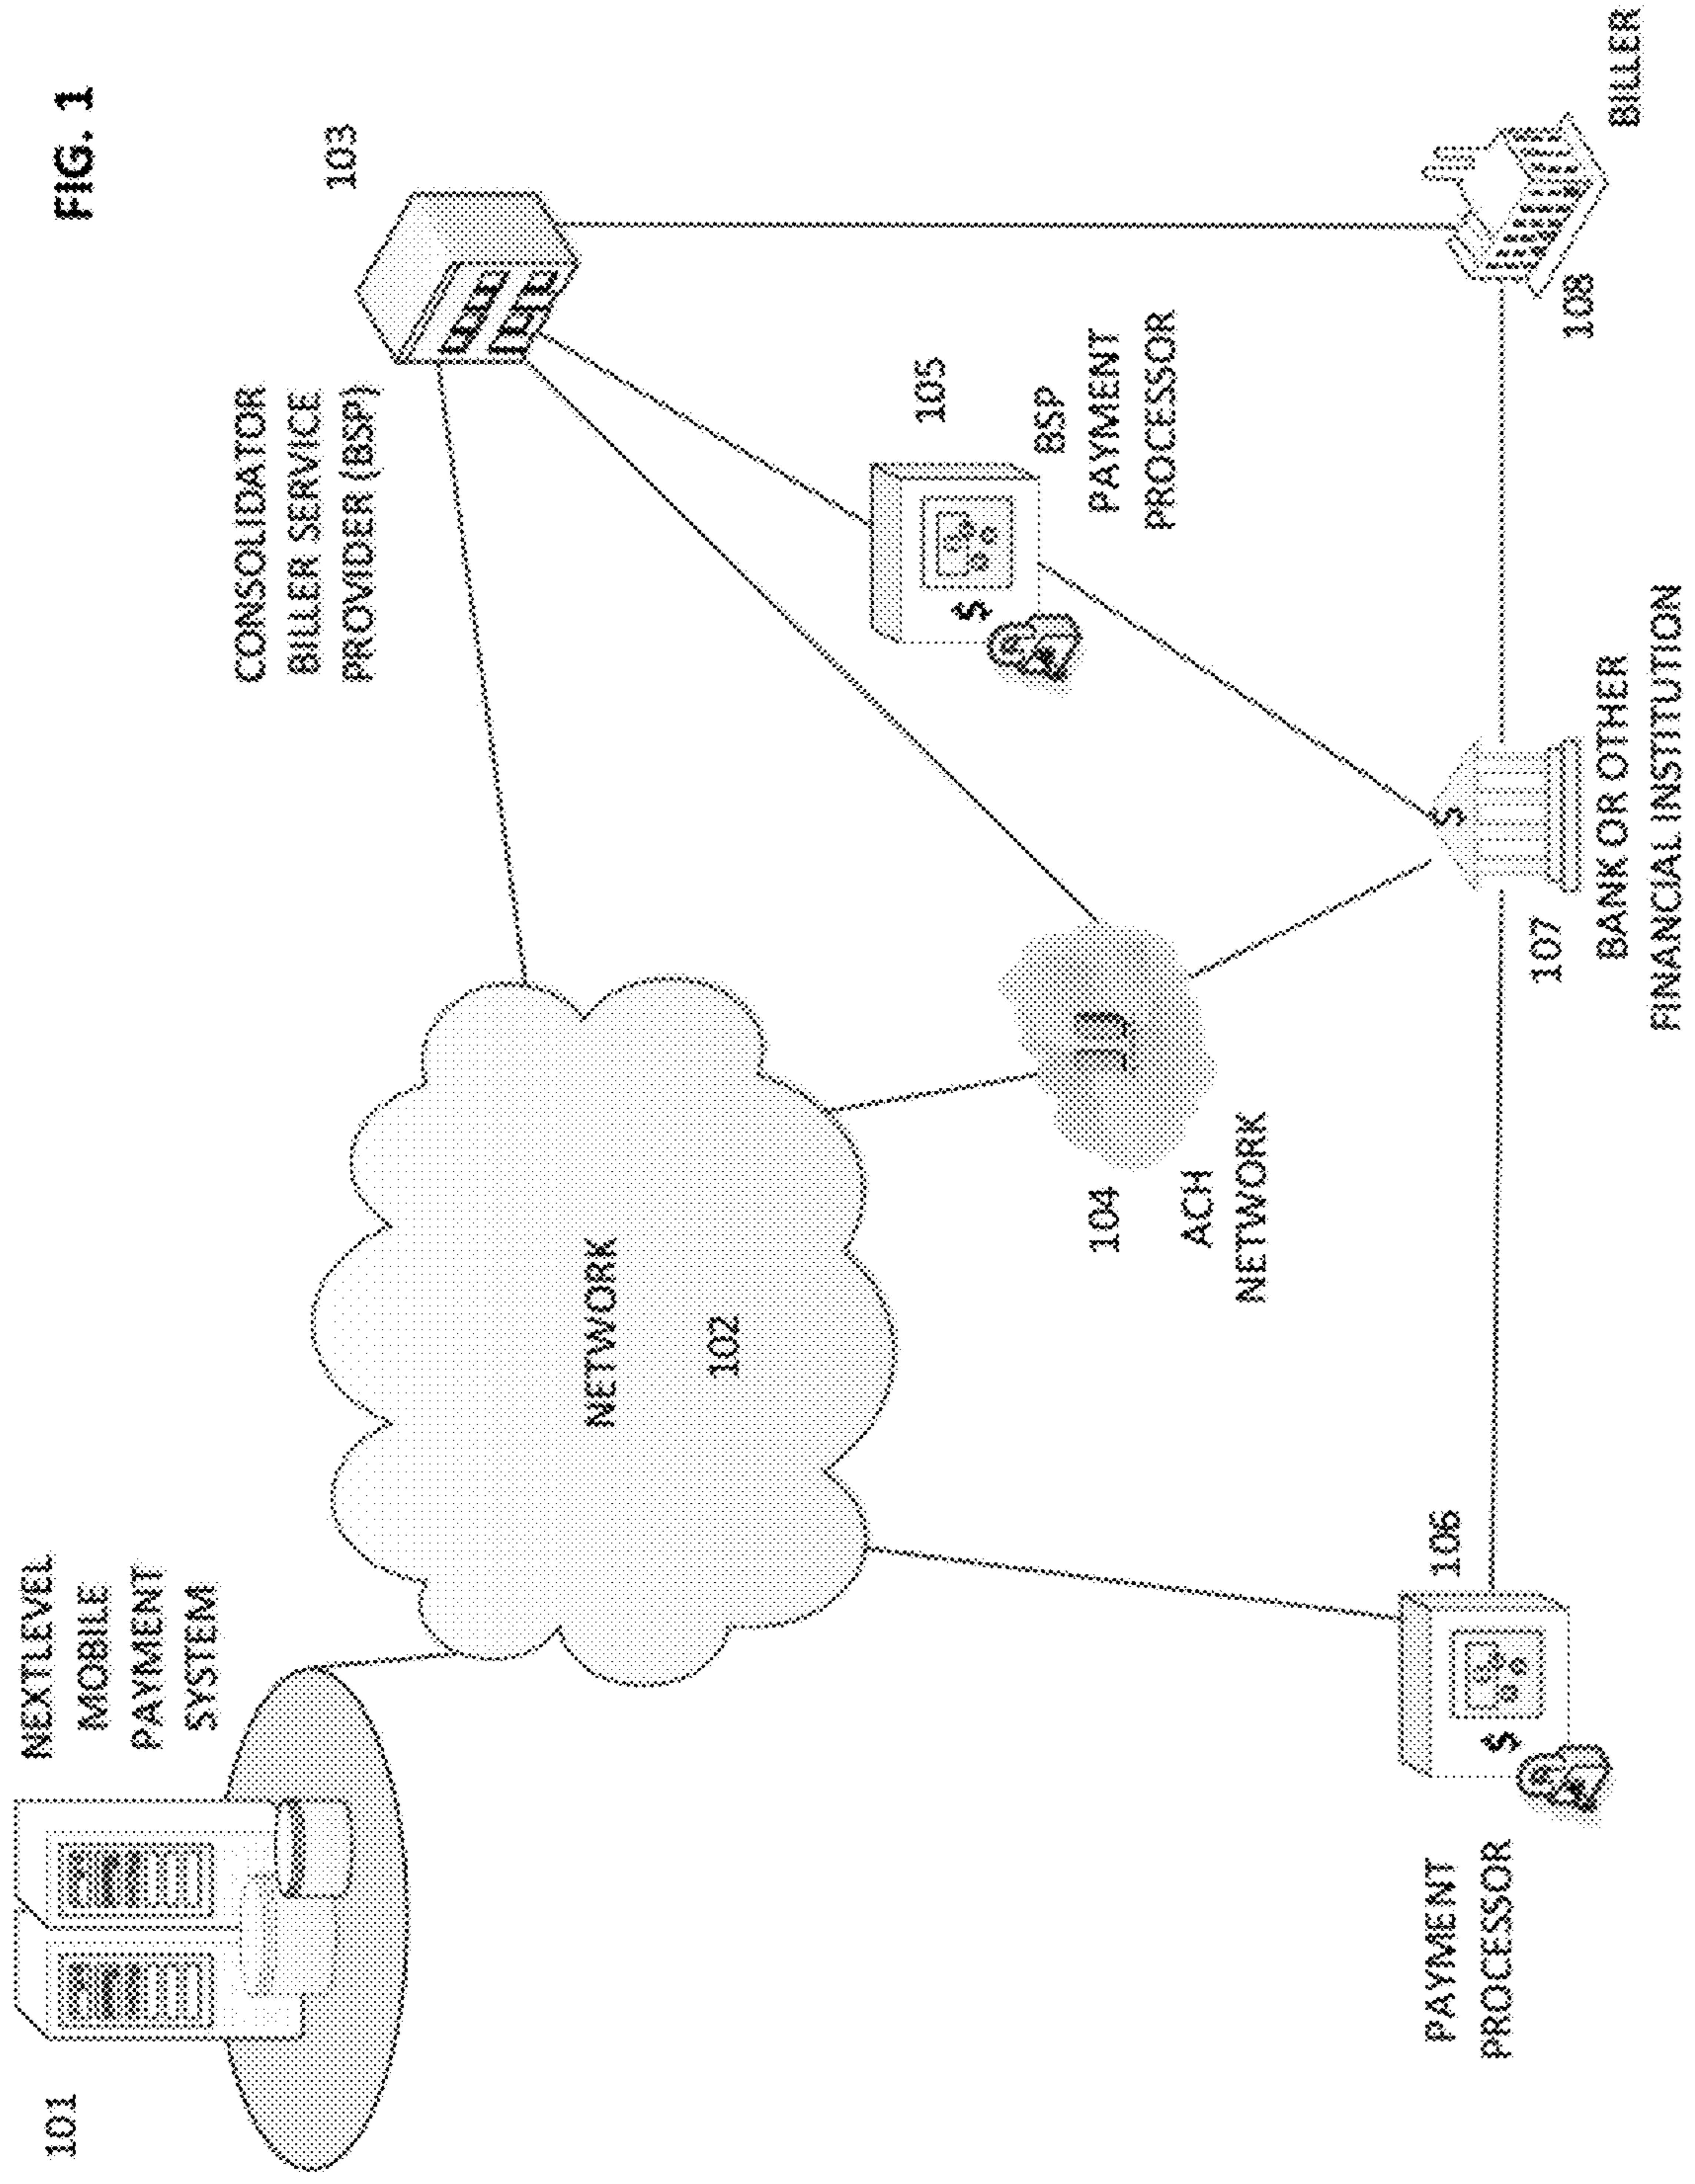 FIG. 1
101
NEXTLEVEL
MOBILE
PAYMENT
SYSTEM
CONSOLIDATOR
BILLER SERVICE
PROVIDER (BSP)
103
NETWORK
102
105
BSP
PAYMENT
PROCESSOR
$
104
ACH
NETWORK
106
$
PAYMENT
PROCESSOR
$
107
BANK OR OTHER
FINANCIAL INSTITUTION
108
BILLER